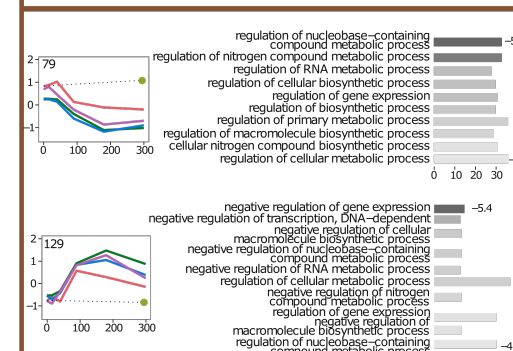 regulation of nucleobase−containing
compound metabolic process
regulation of nitrogen compound metabolic process
regulation of RNA metabolic process
regulation of cellular biosynthetic process
regulation of gene expression
regulation of biosynthetic process
regulation of primary metabolic process
regulation of macromolecule biosynthetic process
cellular nitrogen compound biosynthetic process
regulation of cellular metabolic process
79
2
1
−1
0 100 200 300
0 10 20 30
negative regulation of gene expression −5.4
negative regulation of transcription, DNA−dependent
negative regulation of cellular
macromolecule biosynthetic process
negative regulation of nucleobase−containing
compound metabolic process
negative regulation of RNA metabolic process
regulation of cellular metabolic process
negative regulation of nitrogen
compound metabolic process
regulation of gene expression
negative regulation of
macromolecule biosynthetic process
regulation of nucleobase−containing
compound metabolic process
129
2
1
0
−1
0 100 200 300